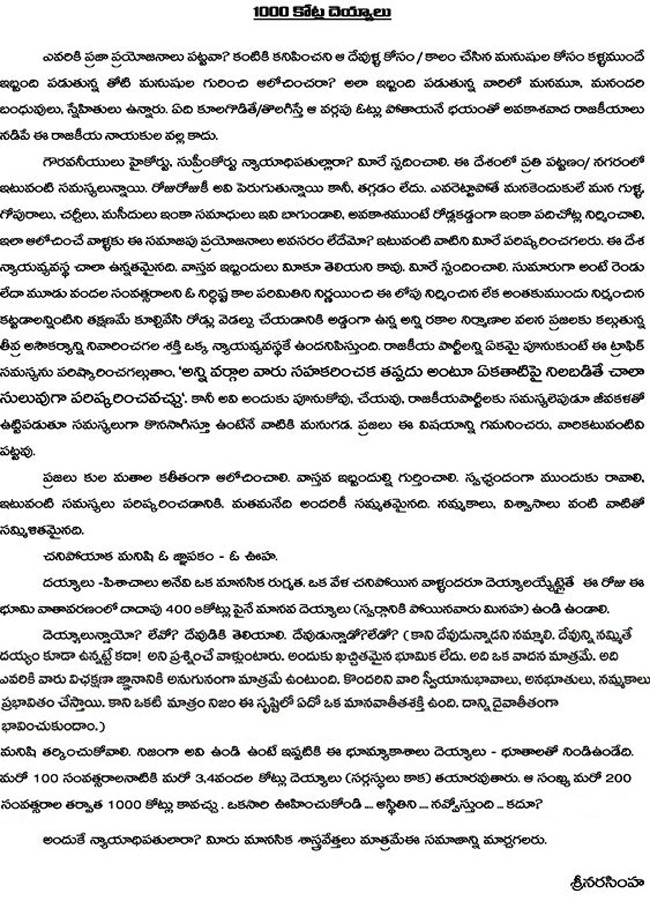 1000 కోట్ల దెయ్యాలు
ఎవరికి ప్రజా ప్రయోజనాలు పట్టవా? కంటికి కనిపించని ఆ దేవుళ్ల కోసం / కాలం చేసిన మనుషుల కోసం కళ్లముందే
ఇబ్బంది పడుతున్న తోటి మనుషుల గురించి ఆలోచించరా? అలా ఇబ్బంది పడుతున్న వారిలో మనమూ, మనందరి
బంధువులు, స్నేహితులు ఉన్నారు. ఏది కూలగొడితే/తొలగిస్తే ఆ వర్గపు ఓట్లు పోతాయనే భయంతో అవకాశవాద రాజకీయాలు
నడిపే ఈ రాజకీయ నాయకుల వల్ల కాదు.
గౌరవనీయులు హైకోర్టు, సుప్రీంకోర్టు న్యాయాధిపతుల్లారా? మీరే స్పదించాలి. ఈ దేశంలో ప్రతి పట్టణం/ నగరంలో
ఇటువంటి సమస్యలున్నాయి. రోజురోజుకీ అవి పెరుగుతున్నాయి కానీ, తగ్గడం లేదు. ఎవరెట్లాపోతే మనకెందుకులే మన గుళ్ళు,
గోపురాలు, చర్చీలు, మసీదులు ఇంకా సమాధులు ఇవి బాగుండాలి, అవకాశముంటే రోడ్లకడ్డంగా ఇంకా పదిచోట్ల నిర్మించాలి,
ఇలా ఆలోచించే వాళ్లకు ఈ సమాజపు ప్రయోజనాలు అవసరం లేదేమో? ఇటువంటి వాటిని మీరే పరిష్కరించగలరు. ఈ దేశ
న్యాయవ్యవస్థ చాలా ఉన్నతమైనది. వాస్తవ ఇబ్బందులు మీకూ తెలియని కావు. మీరే స్పందించాలి. సుమారుగా అంటే రెండు
లేదా మూడు వందల సంవత్సరాలని ఓ నిర్దిష్ట కాల పరిమితిని నిర్ణయించి ఈ లోపు నిర్మించిన లేక అంతకుముందు నిర్మించిన
కట్టడాలన్నింటిని తక్షణమే కూల్చివేసి రోడ్లు వెడల్పు చేయడానికి అడ్డంగా ఉన్న అన్ని రకాల నిర్మాణాల వలన ప్రజలకు కల్గుతున్న
తీవ్ర అసౌకర్యాన్ని నివారించగల శక్తి ఒక్క న్యాయవ్యవస్థకే ఉందనిపిస్తుంది. రాజకీయ పార్టీలన్ని ఏకమై పూనుకుంటే ఈ ట్రాఫిక్
సమస్యను పరిష్కారించగల్గుతాం, 'అన్ని వర్గాల వారు సహకరించక తప్పదు అంటూ ఏకతాటిపై నిలబడితే చాలా
సులువుగా పరిష్కరించవచ్చు'. కానీ అవి అందుకు పూనుకోవు, చేయవు, రాజకీయపార్టీలకు సమస్యలెపుడూ జీవకళతో
ఉట్టిపడుతూ సమస్యలుగా కొనసాగిస్తూ ఉంటేనే వాటికి మనుగడ. ప్రజలు ఈ విషయాన్ని గమనించరు, వారికటువంటివి
పట్టవు.
ప్రజలు కుల మతాల కతీతంగా ఆలోచించాలి. వాస్తవ ఇబ్బందుల్ని గుర్తించాలి. స్వఛ్ఛందంగా ముందుకు రావాలి,
ఇటువంటి సమస్యలు పరిష్కరించడానికి. మతమనేది అందరికీ సమ్మతమైనది. నమ్మకాలు, విశ్వాసాలు వంటి వాటితో
సమ్మిళితమైనది.
చనిపోయాక మనిషి ఓ జ్ఞాపకం - ఓ ఊహ.
దయ్యాలు -పిశాచాలు అనేవి ఒక మానసిక రుగ్మత. ఒక వేళ చనిపోయిన వాళ్ళందరూ దెయ్యాలయ్యేట్లైతే ఈ రోజు ఈ
భూమి వాతావరణంలో దాదాపు 400 కోట్లు పైనే మానవ దెయ్యాలు (స్వర్గానికి పోయినవారు మినహ) ఉండి ఉండాలి.
దెయ్యాలున్నాయో? లేవో? దేవుడికి తెలియాలి. దేవుడున్నాడో?లేడో? ( కాని దేవుడున్నాడని నమ్మాలి. దేవున్ని నమ్మితే
దయ్యం కూడా ఉన్నట్టే కదా! అని ప్రశ్నించే వాళ్లుంటారు. అందుకు ఖచ్చితమైన భూమిక లేదు. అది ఒక వాదన మాత్రమే. అది
ఎవరికి వారు విఛక్షణా జ్ఞానానికి అనుగుణంగా మాత్రమే ఉంటుంది. కొందరిని వారి స్వీయానుభావాలు, అనభూతులు, నమ్మకాలు
ప్రభావితం చేస్తాయి. కాని ఒకటి మాత్రం నిజం ఈ సృష్టిలో ఏదో ఒక మానవాతీతశక్తి ఉంది. దాన్ని దైవాతీతంగా
భావించుకుందాం.)
మనిషి తర్కించుకోవాలి. నిజంగా అవి ఉండి ఉంటే ఇప్పటికి ఈ భూమ్యాకాశాలు దెయ్యాలు - భూతాలతో నిండిఉండేది.
మరో 100 సంవత్సరాలనాటికి మరో 3,4వందల కోట్లు దెయ్యాలు (సర్గస్థులు కాక) తయారవుతారు. ఆ సంఖ్య మరో 200
సంవత్సరాల తర్వాత 1000 కోట్లు కావచ్చు . ఒకసారి ఊహించుకోండి .... ఆస్థితిని .... నవ్వోస్తుంది ... కదూ?
అందుకే న్యాయాధిపతులారా? మీరు మానసిక శాస్త్రవేత్తలు మాత్రమేఈ సమాజాన్ని మార్చగలరు.
శ్రీనరసింహ